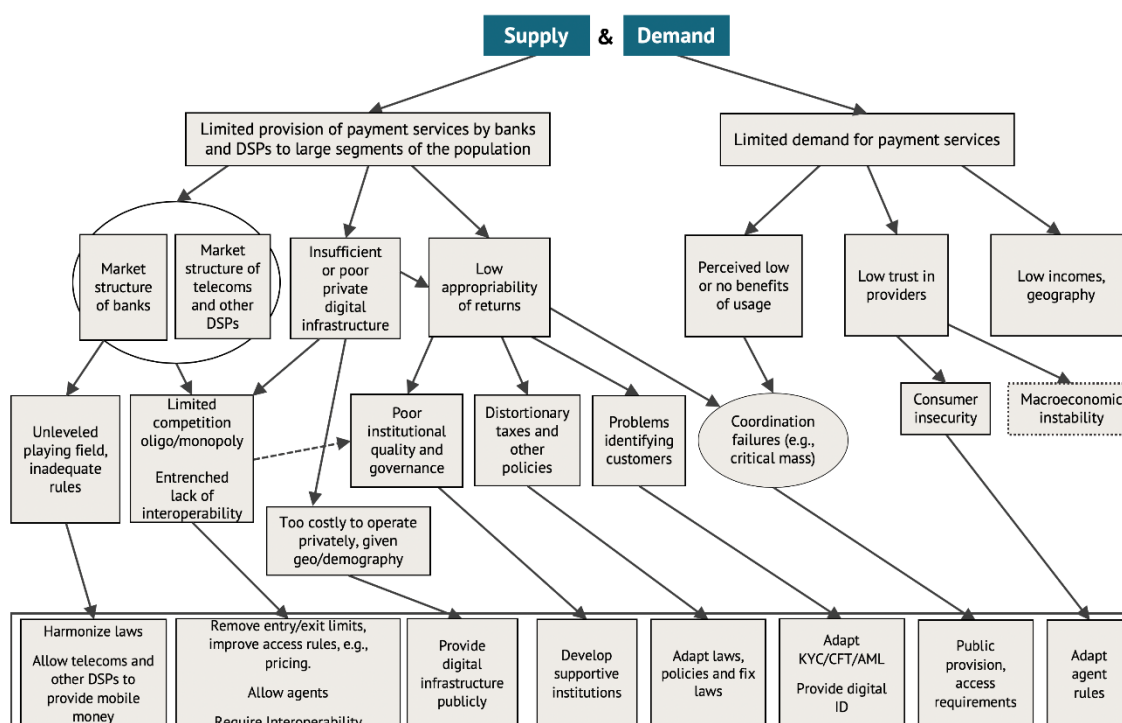 Supply & Demand
Limited provision of payment services by banks
and DSPs to large segments of the population
Limited demand for payment services
Market
structure
of banks
Market
structure of
telecoms
and other
DSPs
Insufficient
or poor
private
digital
infrastructure
Low
appropriability
of returns
Perceived low
or no benefits
of usage
Low trust in
providers
Low incomes,
geography
Unleveled
playing field,
inadequate
rules
Limited
competition
oligo/monopoly
Entrenched
lack of
interoperability
Poor
institutional
quality and
governance
Distortionary
taxes and
other
policies
Problems
identifying
customers
Coordination
failures (e.g.,
critical mass)
Consumer
insecurity
Macroeconomic
instability
Too costly to operate
privately, given
geo/demography
Harmonize laws
Allow telecoms and
other DSPs to
provide mobile
money
Remove entry/exit limits,
improve access rules, e.g.,
pricing.
Allow agents
Require Interoperability
Provide
digital
infrastructure
publicly
Develop
supportive
institutions
Adapt laws,
policies and fix
laws
Adapt
KYC/CFT/AML
Provide digital
ID
Public
provision,
access
requirements
Adapt
agent
rules